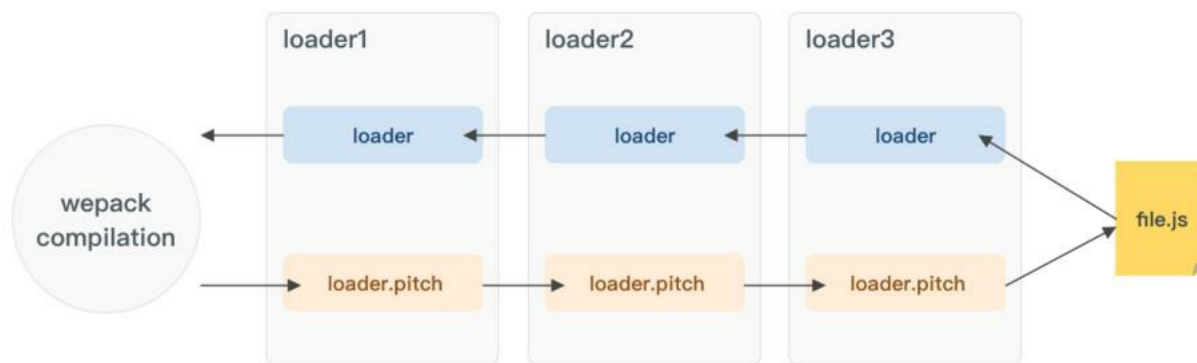 loader1
loader2
loader3
loader
loader
loader
wepack
compilation
file.js
loader.pitch
loader.pitch
loader.pitch